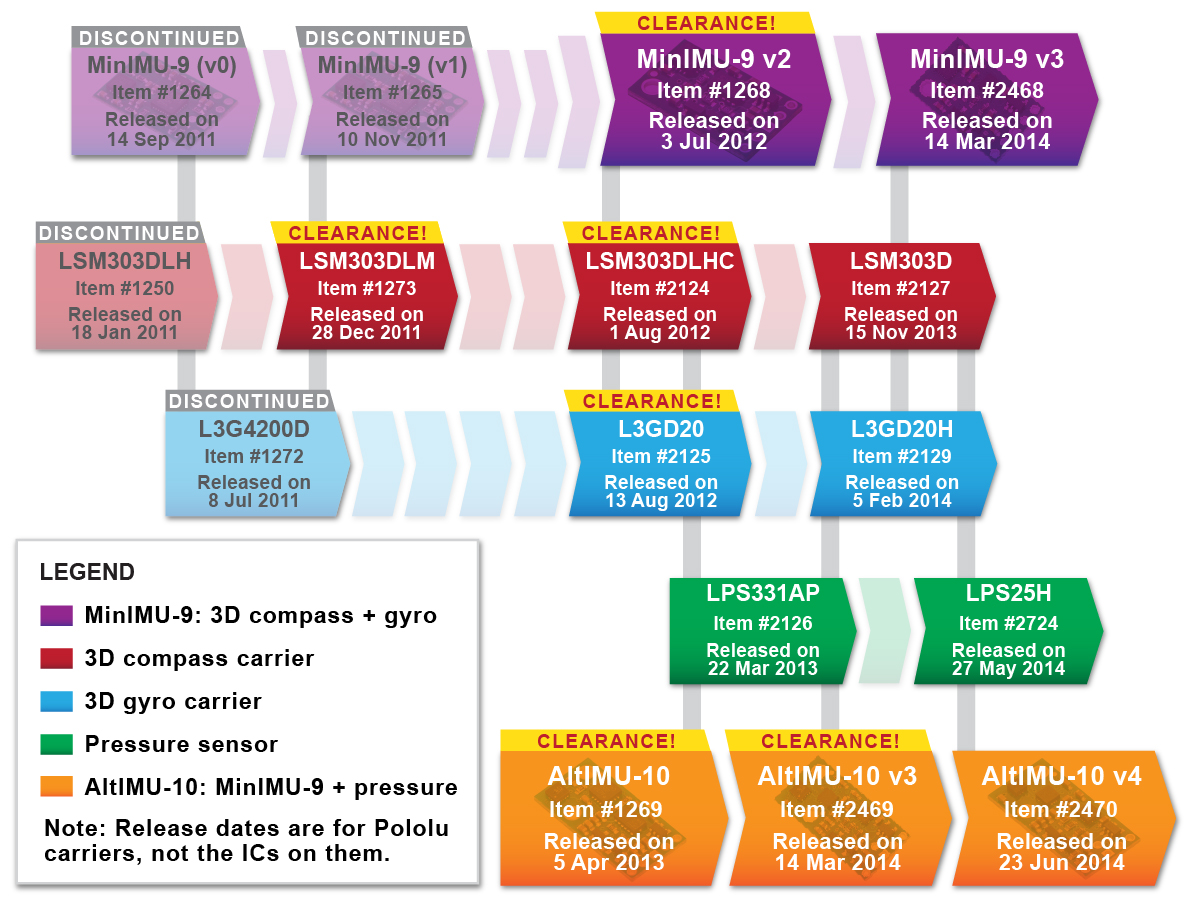 DISCONTINUED
MinIMU-9 (v0)
Item #1264
Released on
14 Sep 2011
DISCONTINUED
MinIMU-9 (v1)
Item #1265
Released on
10 Nov 2011
CLEARANCE!
MinIMU-9 v2
Item #1268
Released on
3 Jul 2012
MinIMU-9 v3
Item #2468
Released on
14 Mar 2014
DISCONTINUED
LSM303DLH
Item #1250
Released on
18 Jan 2011
CLEARANCE!
LSM303DLM
Item #1273
Released on
28 Dec 2011
CLEARANCE!
LSM303DLHC
Item #2124
Released on
1 Aug 2012
LSM303D
Item #2127
Released on
15 Nov 2013
DISCONTINUED
L3G4200D
Item #1272
Released on
8 Jul 2011
CLEARANCE!
L3GD20
Item #2125
Released on
13 Aug 2012
L3GD20H
Item #2129
Released on
5 Feb 2014
LPS331AP
Item #2126
Released on
22 Mar 2013
LPS25H
Item #2724
Released on
27 May 2014
CLEARANCE!
AltIMU-10
Item #1269
Released on
5 Apr 2013
CLEARANCE!
AltIMU-10 v3
Item #2469
Released on
14 Mar 2014
AltIMU-10 v4
Item #2470
Released on
23 Jun 2014
LEGEND
MinIMU-9: 3D compass + gyro
3D compass carrier
3D gyro carrier
Pressure sensor
AltIMU-10: MinIMU-9 + pressure
Note: Release dates are for Pololu
carriers, not the ICs on them.